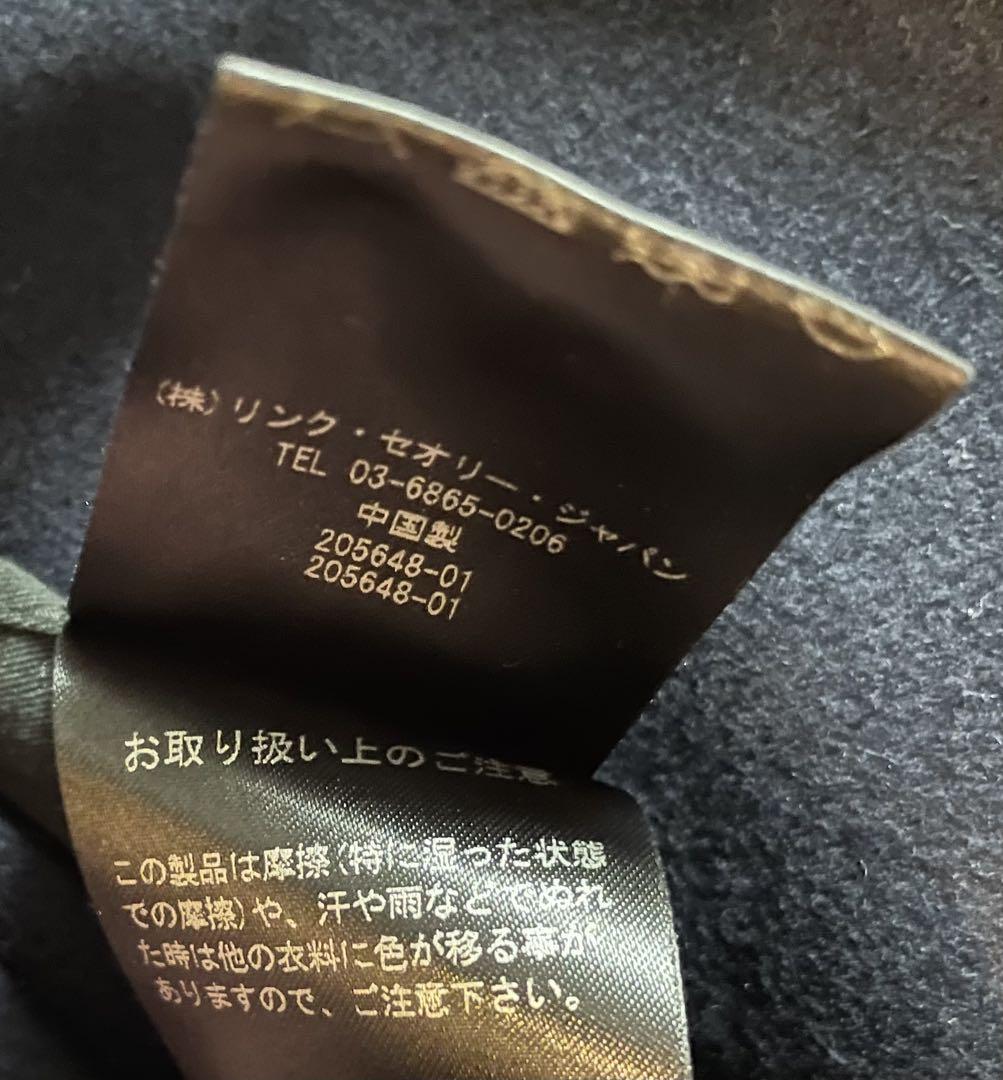 (株)リンク・セオリー・ジャパン
TEL 03-6865-0206
中国製
205648-01
205648-01
お取り扱い上のご注意
この製品は摩擦(特に湿った状態
での摩擦)や、汗や雨などでぬれ
た時は他の衣料に色が移る事が
ありますので、ご注意下さい。